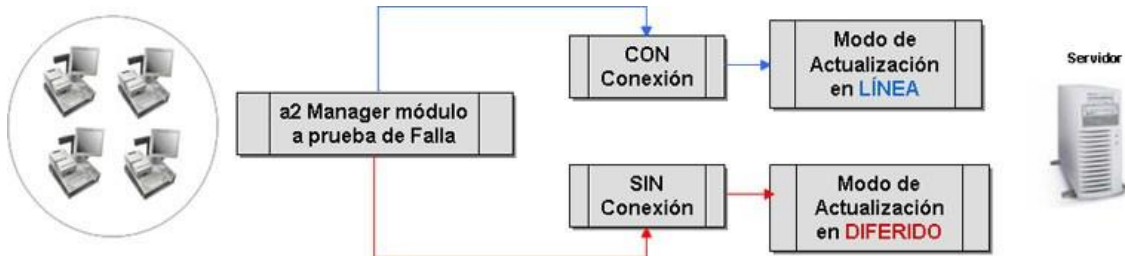 a2 Manager módulo
a prueba de Falla
CON
Conexión
Modo de
Actualización
en LÍNEA
Servidor
SIN
Conexión
Modo de
Actualización
en DIFERIDO